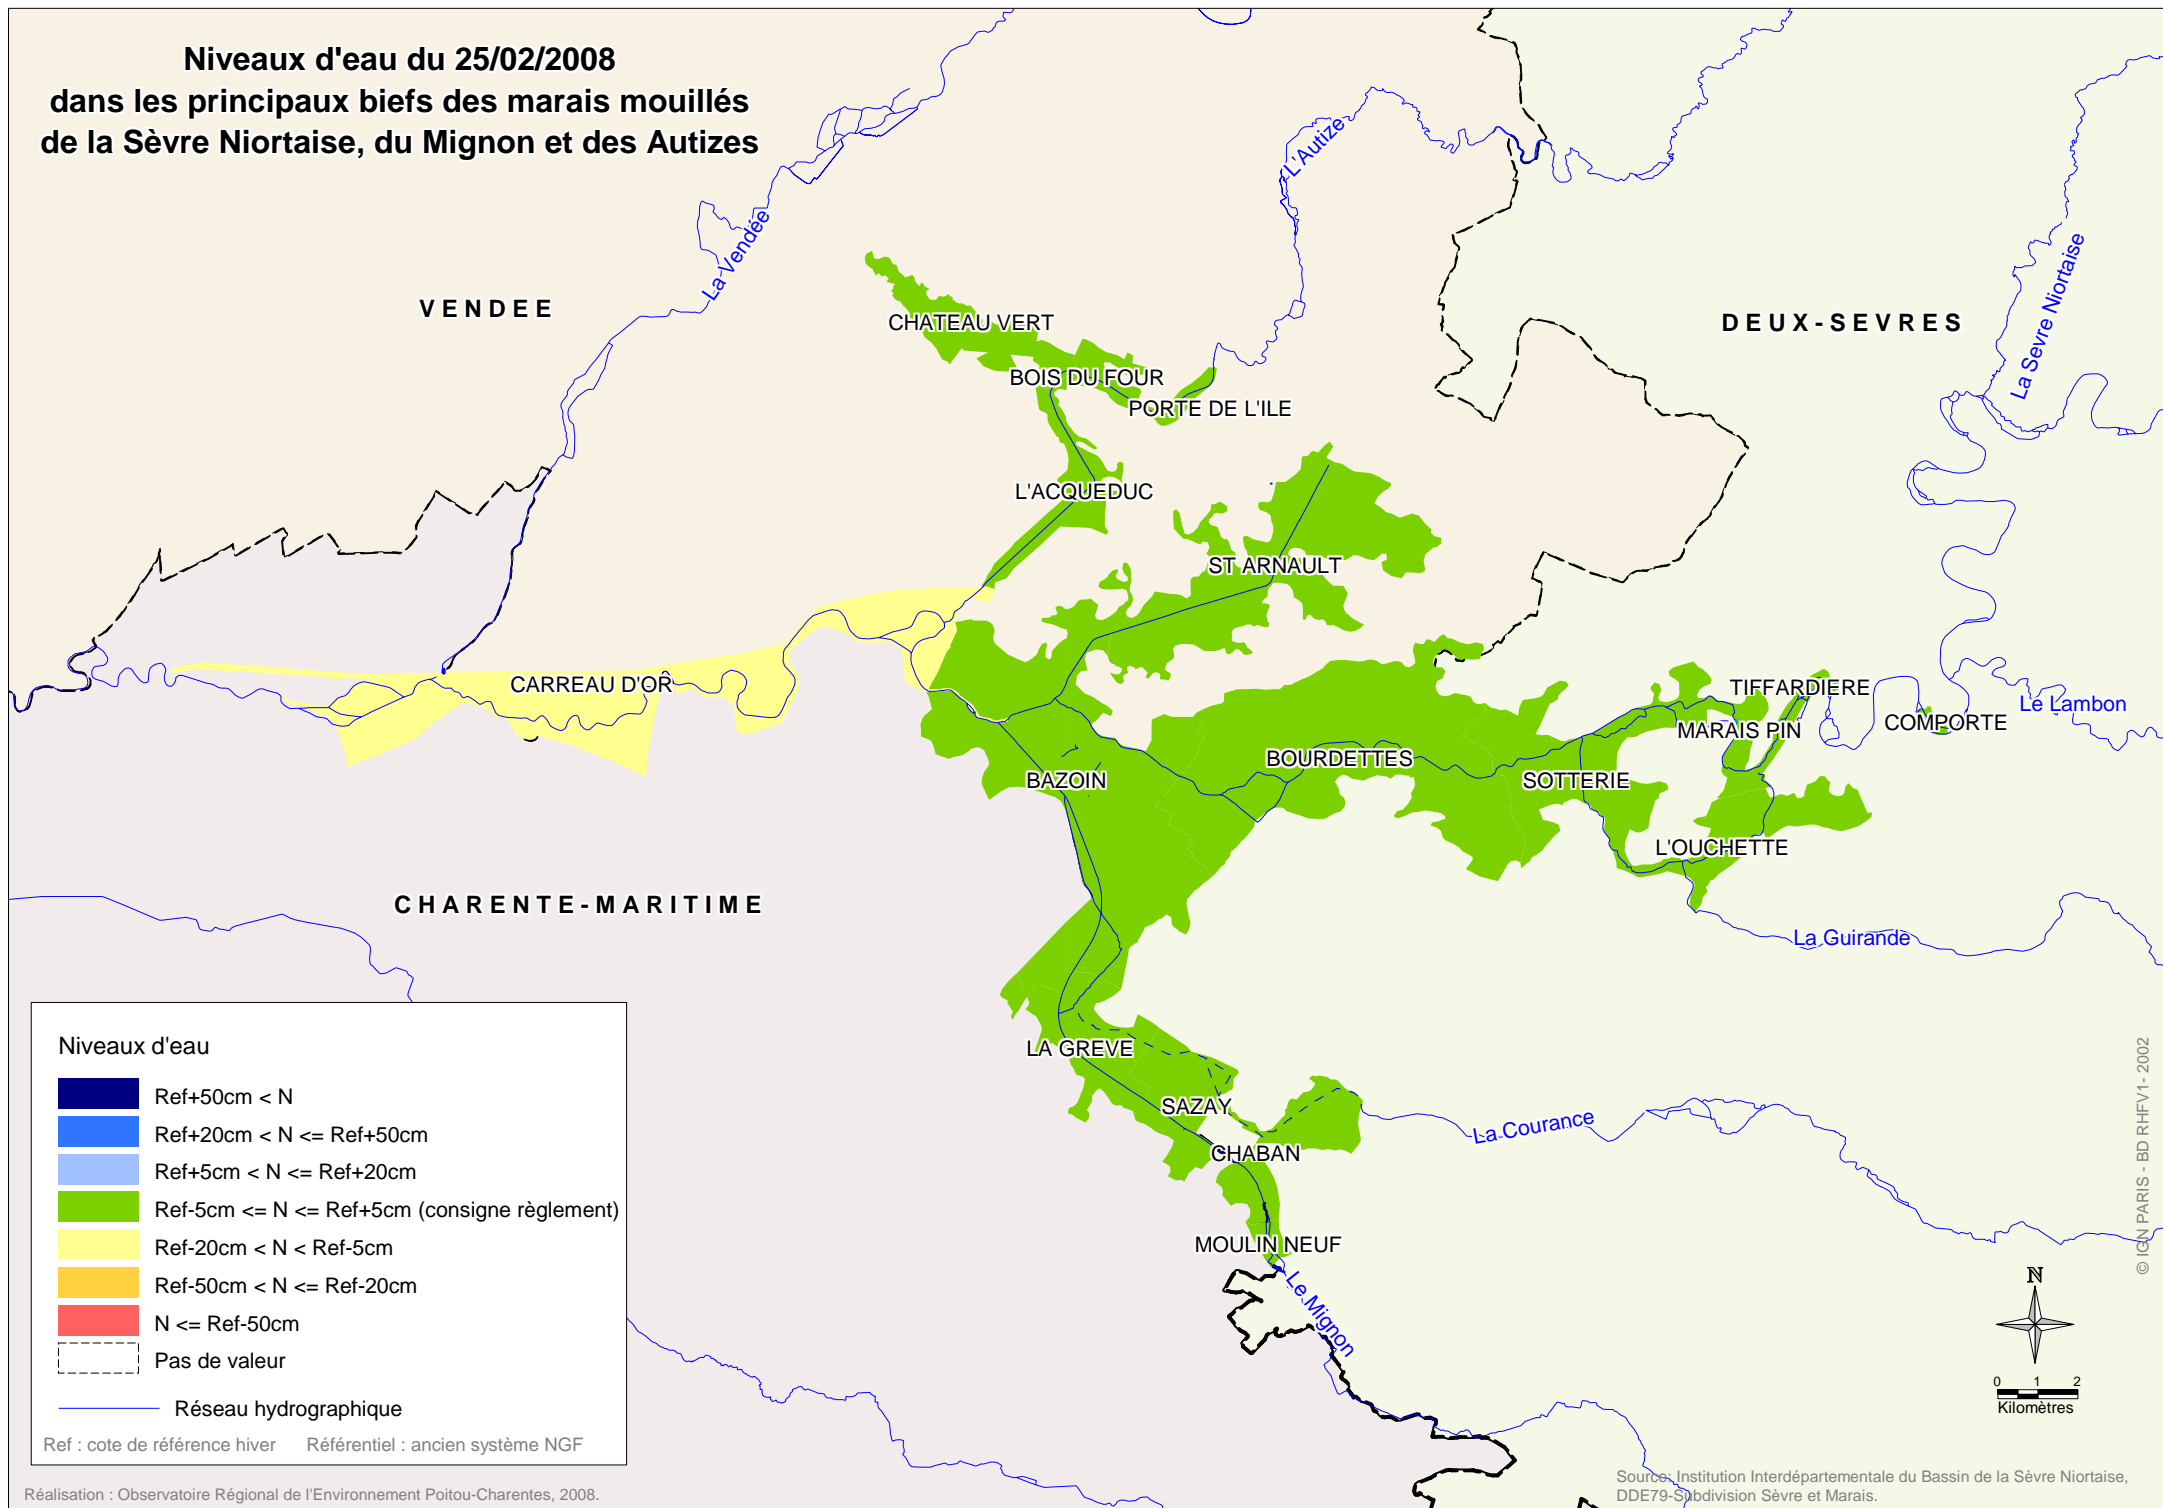 Niveaux d'eau du 25/02/2008
dans les principaux biefs des marais mouillés
de la Sèvre Niortaise, du Mignon et des Autizes
L'Autize
La Vendée
La Sevre Niortaise
VENDEE
DEUX-SEVRES
CHATEAU VERT
BOIS DU FOUR
PORTE DE L'ILE
L'ACQUEDUC
ST ARNAULT
CARREAU D'OR
TIFFARDIERE
Le Lambon
COMPORTE
MARAIS PIN
BOURDETTES
BAZOIN
SOTTERIE
L'OUCHETTE
CHARENTE-MARITIME
La Guirande
LA GREVE
SAZAY
La Courance
CHABAN
MOULIN NEUF
Le Mignon
Niveaux d'eau
Ref+50cm < N
Ref+20cm < N <= Ref+50cm
Ref+5cm < N <= Ref+20cm
Ref-5cm <= N <= Ref+5cm (consigne règlement)
Ref-20cm < N < Ref-5cm
Ref-50cm < N <= Ref-20cm
N <= Ref-50cm
Pas de valeur
Réseau hydrographique
Ref : cote de référence hiver Référentiel : ancien système NGF
© IGN PARIS - BD RHFV1- 2002
N
0 1 2
Kilomètres
Réalisation : Observatoire Régional de l'Environnement Poitou-Charentes, 2008.
Source: Institution Interdépartementale du Bassin de la Sèvre Niortaise,
DDE79-Subdivision Sèvre et Marais.